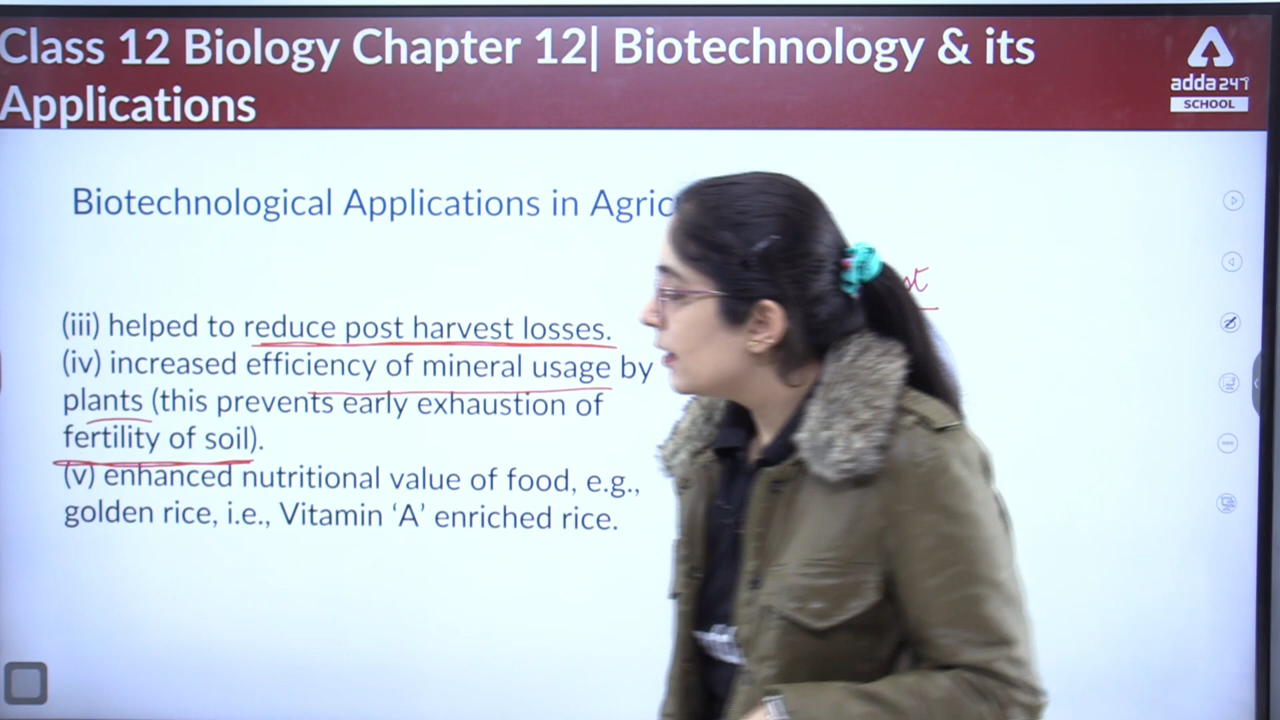 Class 12 Biology Chapter 12| Biotechnology & its
Applications
adda247
SCHOOL
Biotechnological Applications in
(iii) helped to reduce post harvest losses.
(iv) increased efficiency of mineral usage by
plants (this prevents early exhaustion of
fertility of soil).
(v) enhanced nutritional value of food, e.g.,
golden rice, i.e., Vitamin ‘A’ enriched rice.